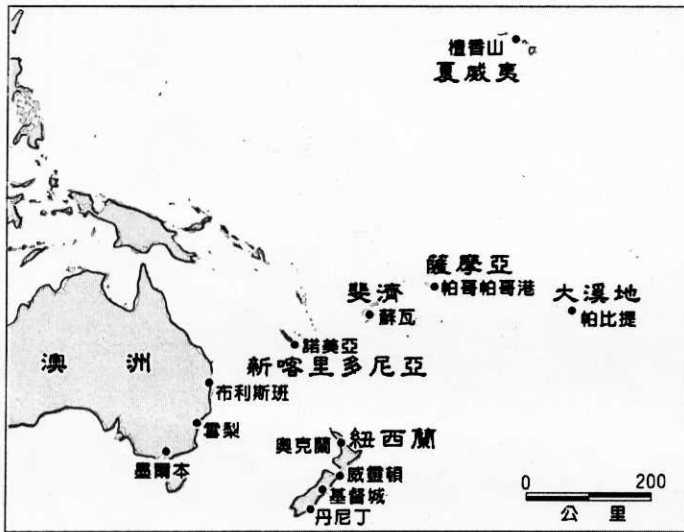 檀香山
夏威夷
薩摩亞
帕哥帕哥港
斐濟
蘇瓦
大溪地
帕比提
諾美亞
新喀里多尼亞
澳洲
布利斯班
雪梨
墨爾本
奧克蘭
紐西蘭
威靈頓
基督城
丹尼丁
0 200
公里